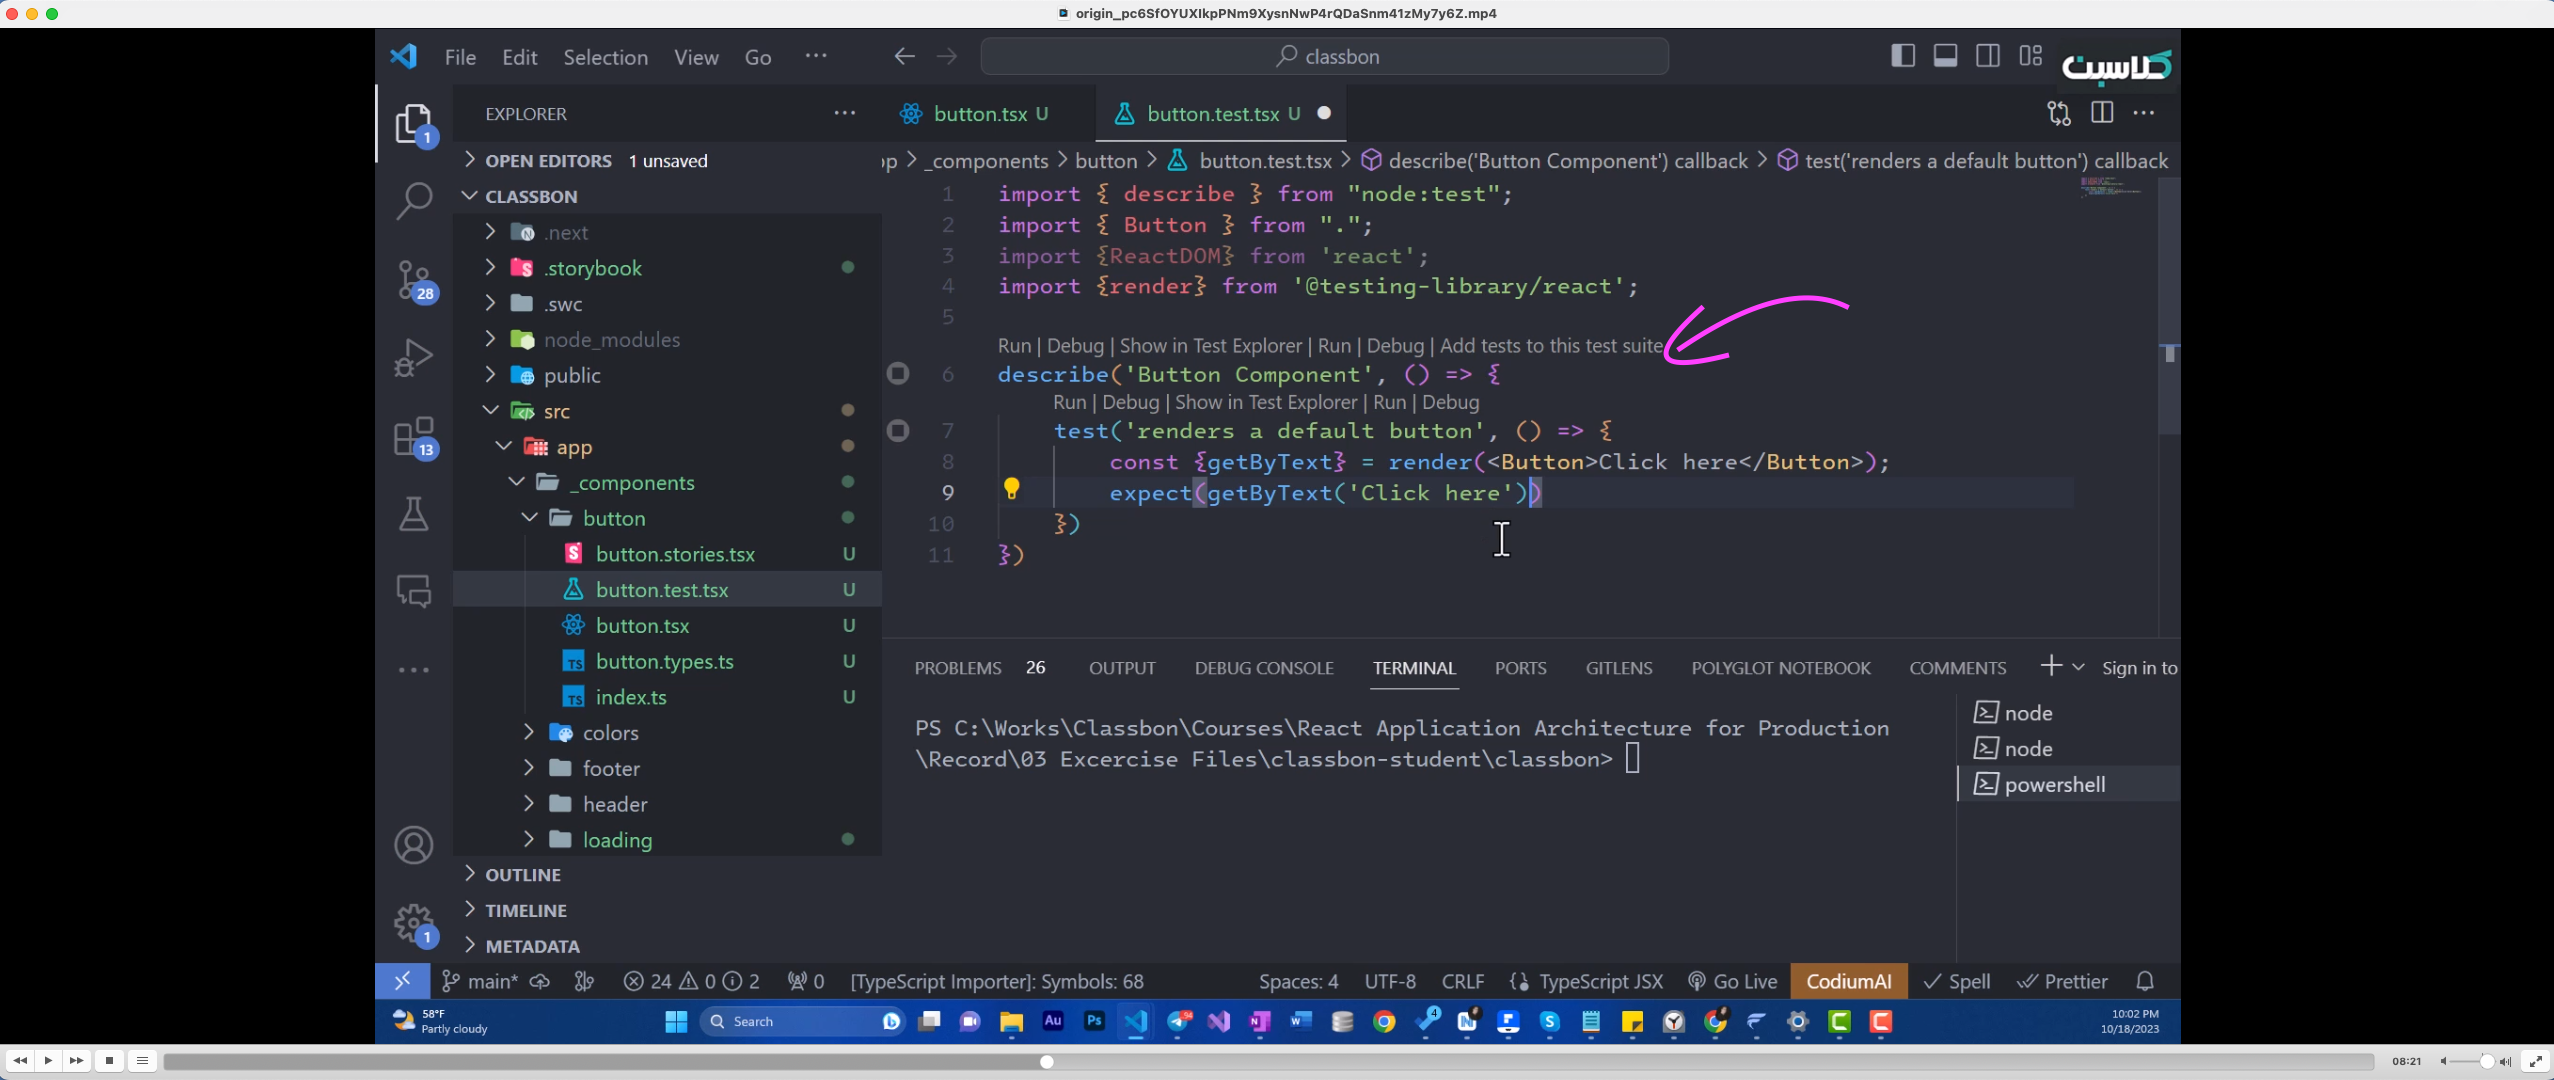 origin_pc6SfOYUXIkpPNm9XysnNwP4rQDaSnm41zMy7y6Z.mp4
File Edit Selection View Go ··· classbon
کلاسبن
EXPLORER ···
OPEN EDITORS 1 unsaved
CLASSBON
.next
.storybook
.swc
node_modules
public
src
app
_components
button
button.stories.tsx U
button.test.tsx U
button.tsx U
button.types.ts U
index.ts U
colors
footer
header
loading
OUTLINE
TIMELINE
METADATA
1
28
13
1
button.tsx U
button.test.tsx U
pp > _components > button > button.test.tsx > describe('Button Component') callback > test('renders a default button') callback
1 import { describe } from "node:test";
2 import { Button } from ".";
3 import {ReactDOM} from 'react';
4 import {render} from '@testing-library/react';
5
Run | Debug | Show in Test Explorer | Run | Debug | Add tests to this test suite
6 describe('Button Component', () => {
Run | Debug | Show in Test Explorer | Run | Debug
7 test('renders a default button', () => {
8 const {getByText} = render(<Button>Click here</Button>);
9 expect(getByText('Click here'))
10 })
11 })
PROBLEMS 26 OUTPUT DEBUG CONSOLE TERMINAL PORTS GITLENS POLYGLOT NOTEBOOK COMMENTS Sign in to
PS C:\Works\Classbon\Courses\React Application Architecture for Production
\Record\03 Excercise Files\classbon-student\classbon>
node
node
powershell
main* 24 0 2 0 [TypeScript Importer]: Symbols: 68 Spaces: 4 UTF-8 CRLF TypeScript JSX Go Live CodiumAI Spell Prettier
58°F
Partly cloudy
Search
10:02 PM
10/18/2023
08:21